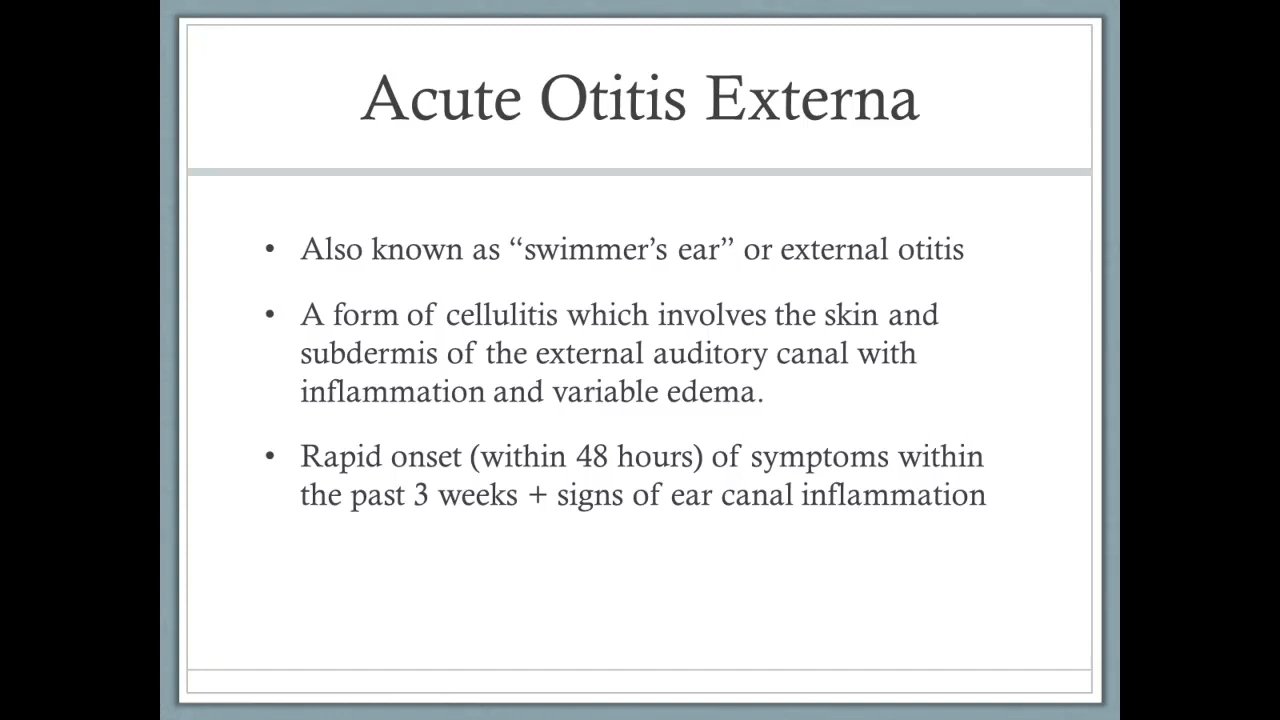 Acute Otitis Externa
• Also known as “swimmer’s ear” or external otitis
• A form of cellulitis which involves the skin and
subdermis of the external auditory canal with
inflammation and variable edema.
• Rapid onset (within 48 hours) of symptoms within
the past 3 weeks + signs of ear canal inflammation